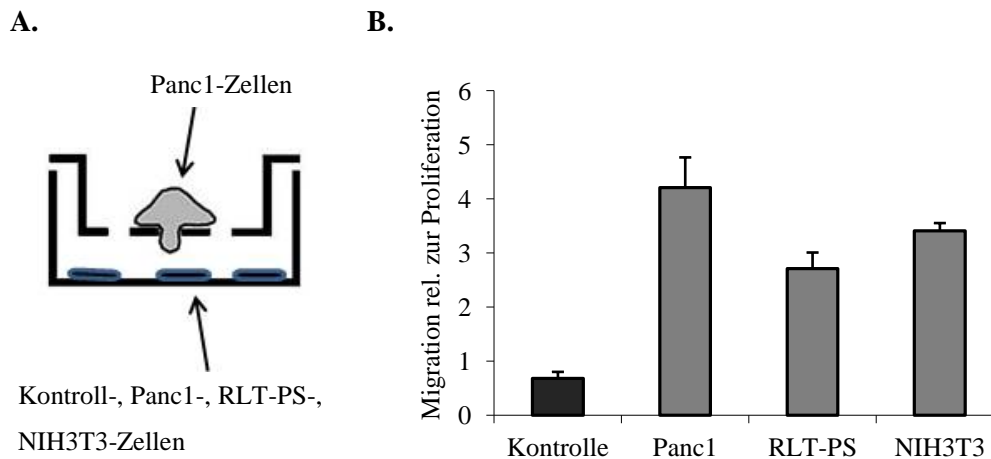 A.
B.
Panc1-Zellen
Kontroll-, Panc1-, RLT-PS-,
NIH3T3-Zellen
Migration rel. zur Proliferation
6
5
4
3
2
1
0
Kontrolle Panc1 RLT-PS NIH3T3